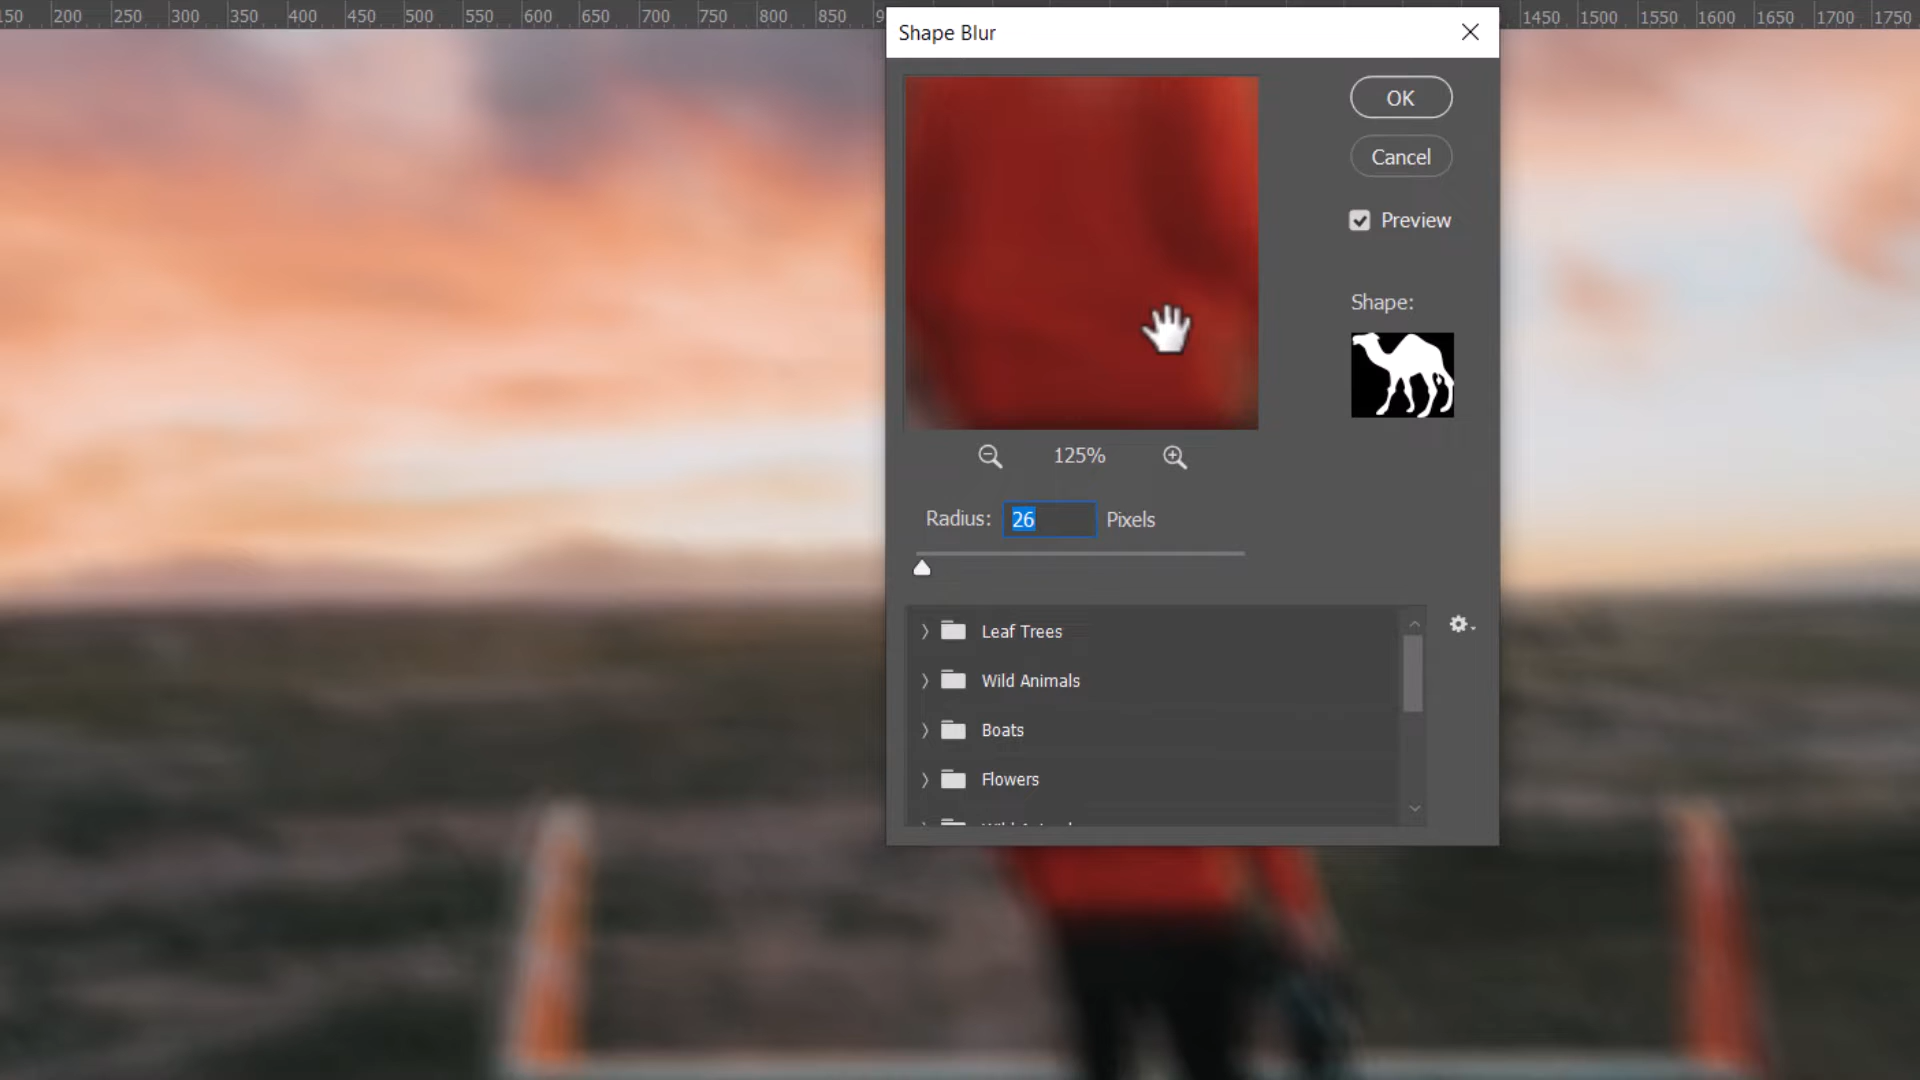 150 200 250 300 350 400 450 500 550 600 650 700 750 800 850 1450 1500 1550 1600 1650 1700 1750
Shape Blur
OK
Cancel
Preview
Shape:
125%
Radius: 26 Pixels
Leaf Trees
Wild Animals
Boats
Flowers